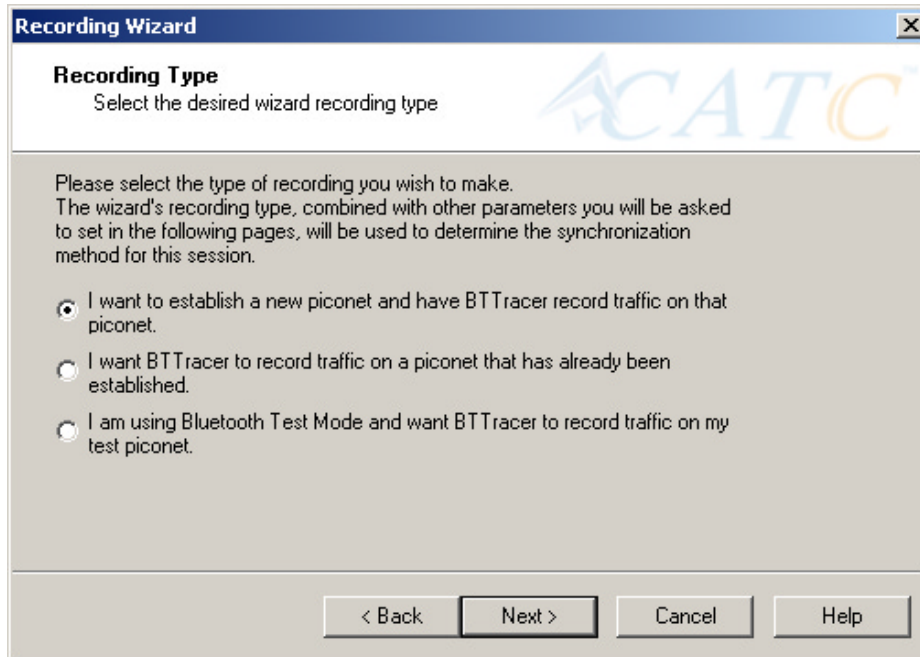 Recording Wizard
Recording Type
Select the desired wizard recording type
CATC
Please select the type of recording you wish to make.
The wizard's recording type, combined with other parameters you will be asked
to set in the following pages, will be used to determine the synchronization
method for this session.
I want to establish a new piconet and have BTTracer record traffic on that
piconet.
I want BTTracer to record traffic on a piconet that has already been
established.
I am using Bluetooth Test Mode and want BTTracer to record traffic on my
test piconet.
< Back Next > Cancel Help